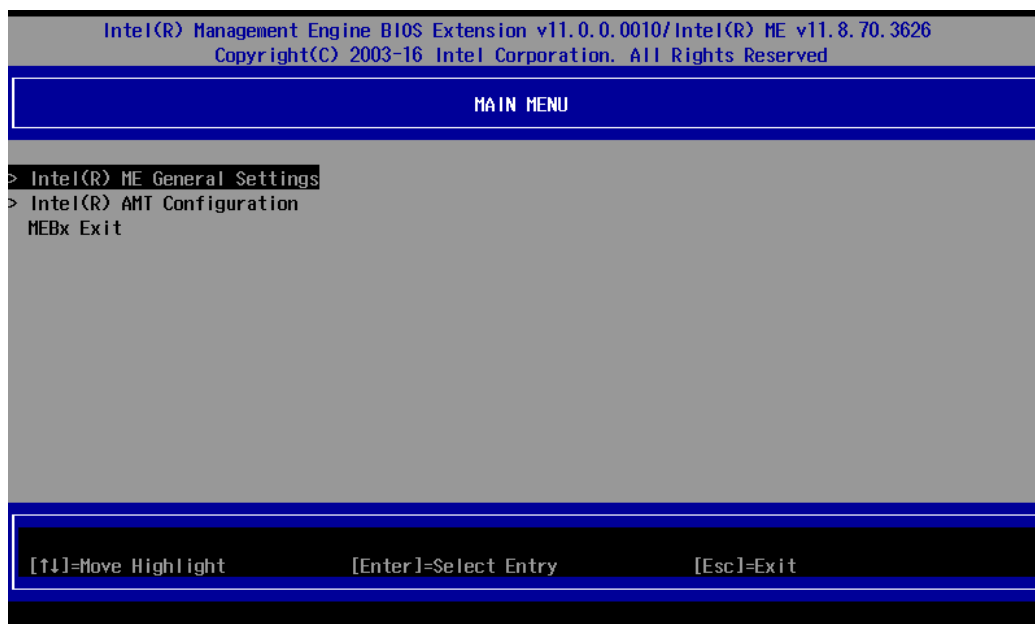 Intel(R) Management Engine BIOS Extension v11.0.0.0010/Intel(R) ME v11.8.70.3626
Copyright(C) 2003-16 Intel Corporation. All Rights Reserved
MAIN MENU
> Intel(R) ME General Settings
> Intel(R) AMT Configuration
MEBx Exit
[↑↓]=Move Highlight [Enter]=Select Entry [Esc]=Exit